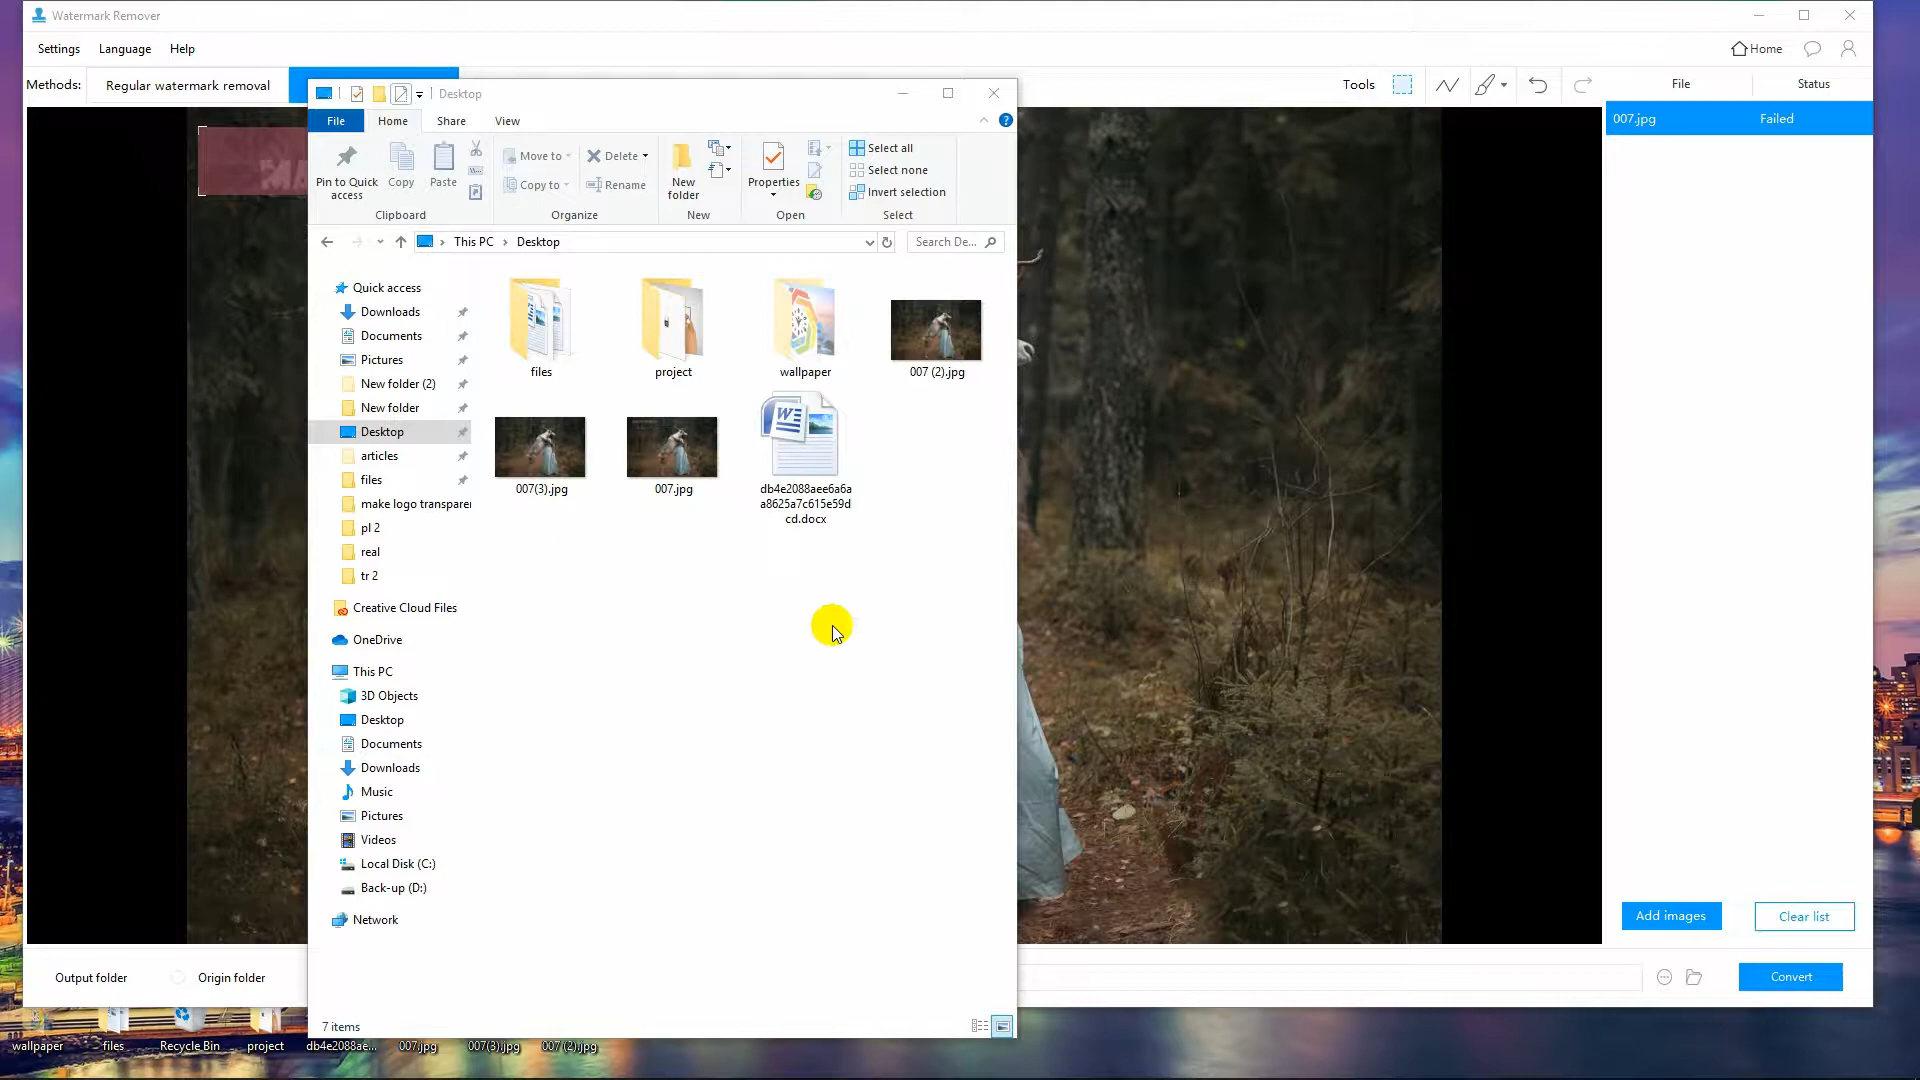 Watermark Remover
Settings Language Help
Home
Methods: Regular watermark removal
Tools
File Status
007.jpg Failed
Desktop
File Home Share View
Pin to Quick access
Copy
Paste
Move to
Copy to
Delete
Rename
New folder
Properties
Select all
Select none
Invert selection
Clipboard Organize New Open Select
This PC Desktop
Search De...
Quick access
Downloads
Documents
Pictures
New folder (2)
New folder
Desktop
articles
files
make logo transparer
pl 2
real
tr 2
Creative Cloud Files
OneDrive
This PC
3D Objects
Desktop
Documents
Downloads
Music
Pictures
Videos
Local Disk (C:)
Back-up (D:)
Network
files project wallpaper 007 (2).jpg
007(3).jpg 007.jpg
db4e2088aee6a6a
a8625a7c615e59d
cd.docx
7 items
Add images Clear list
Output folder Origin folder
Convert
wallpaper files Recycle Bin project db4e2088ae... 007.jpg 007(3).jpg 007 (2).jpg